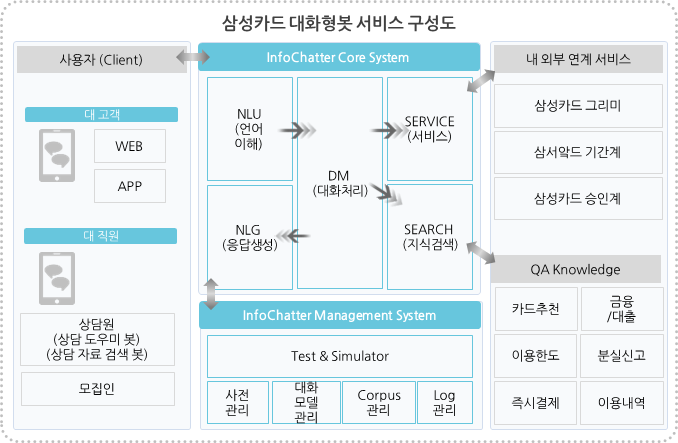 삼성카드 대화형봇 서비스 구성도
사용자 (Client)
대 고객
WEB
APP
대 직원
상담원
(상담 도우미 봇)
(상담 자료 검색 봇)
모집인
InfoChatter Core System
NLU
(언어
이해)
NLG
(응답생성)
DM
(대화처리)
SERVICE
(서비스)
SEARCH
(지식검색)
InfoChatter Management System
Test & Simulator
사전
관리
대화
모델
관리
Corpus
관리
Log
관리
내 외부 연계 서비스
삼성카드 그리미
삼서앜드 기간계
삼성카드 승인계
QA Knowledge
카드추천
금융
/대출
이용한도
분실신고
즉시결제
이용내역